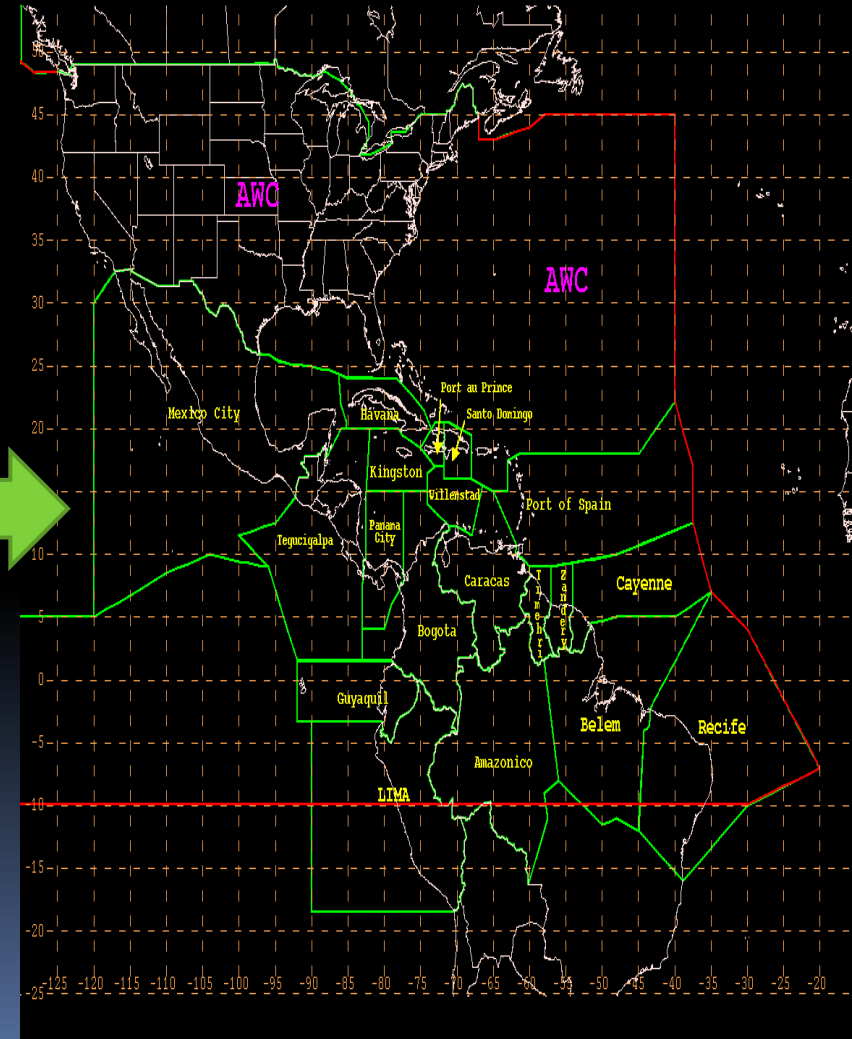 50
45
AWC
40
35
AWC
30
25
Port au Prince
Mexico City
Havana
Santo Domingo
20
Kingston
Willemstad
Port of Spain
Panama
City
Tegucigalpa
10
Caracas
Timehri
Zandery
Cayenne
5
Bogota
0
Guyaquil
Belem
Recife
-5
Amazonico
LIMA
-10
-15
-20
-25
-125 -120 -115 -110 -105 -100 -95 -90 -85 -80 -75 -70 -65 -60 -55 -50 -45 -40 -35 -30 -25 -20